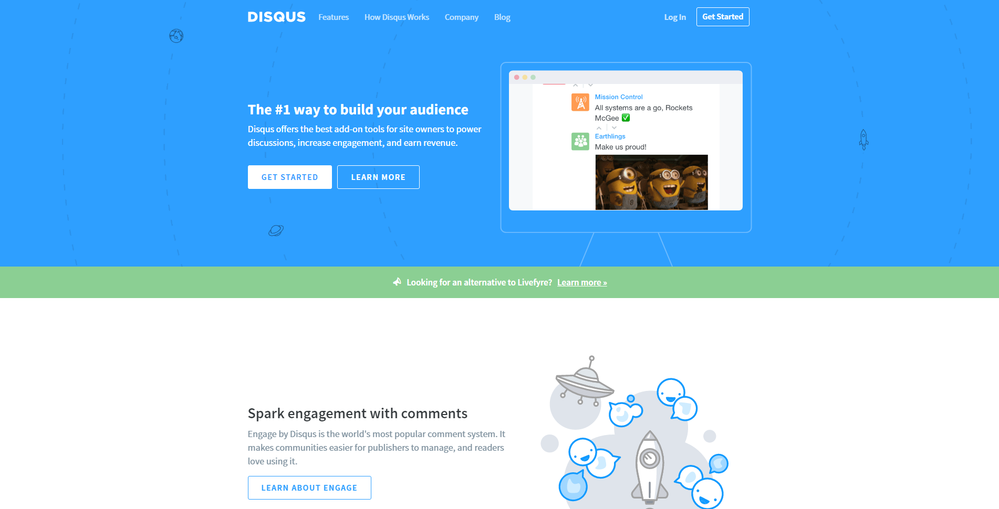 DISQUS Features How Disqus Works Company Blog Log In Get Started
The #1 way to build your audience
Disqus offers the best add-on tools for site owners to power
discussions, increase engagement, and earn revenue.
GET STARTED LEARN MORE
Mission Control
All systems are a go, Rockets
McGee ✅
Earthlings
Make us proud!
Looking for an alternative to Livefyre? Learn more »
Spark engagement with comments
Engage by Disqus is the world's most popular comment system. It
makes communities easier for publishers to manage, and readers
love using it.
LEARN ABOUT ENGAGE